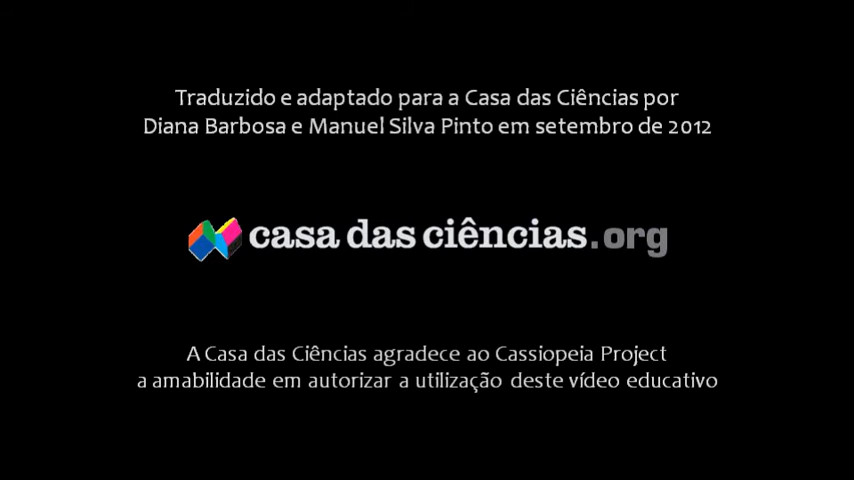 Traduzido e adaptado para a Casa das Ciências por
Diana Barbosa e Manuel Silva Pinto em setembro de 2012
casa das ciências.org
A Casa das Ciências agradece ao Cassiopeia Project
a amabilidade em autorizar a utilização deste vídeo educativo